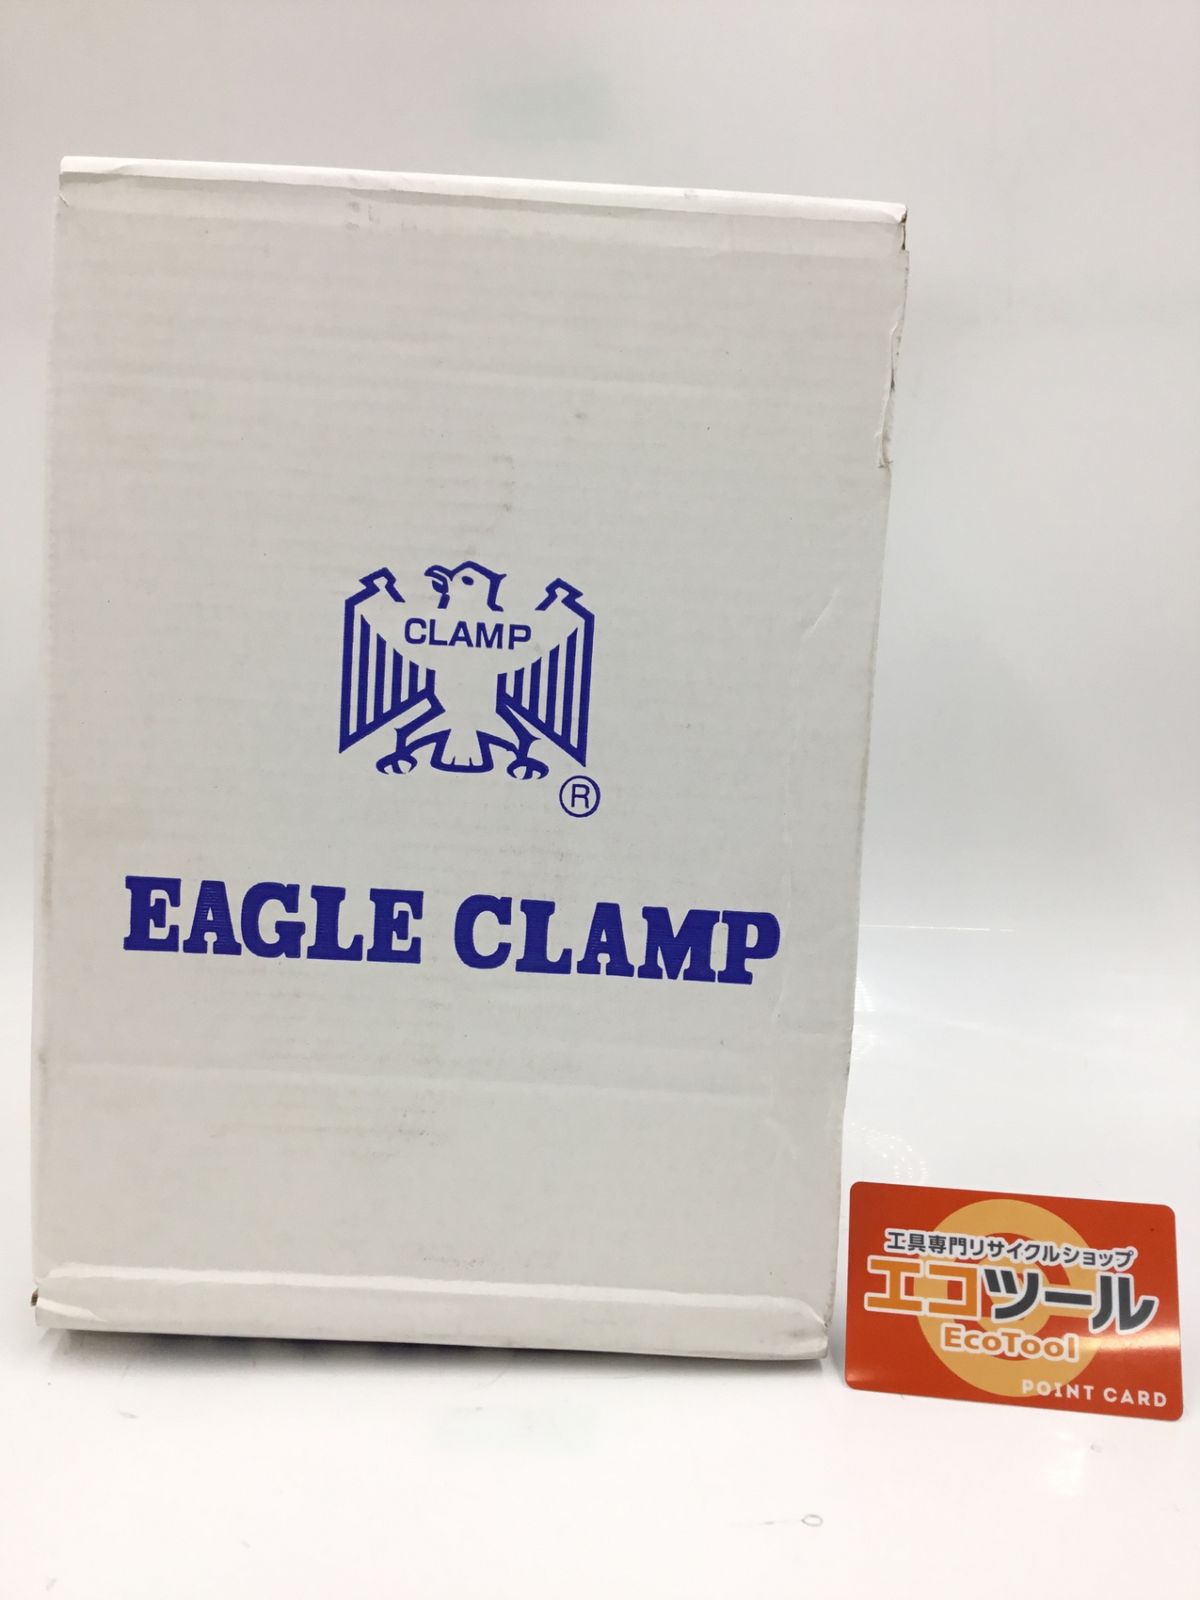 CLAMP
®
EAGLE CLAMP
工具専門リサイクルショップ
エコツール
EcoTool
POINT CARD